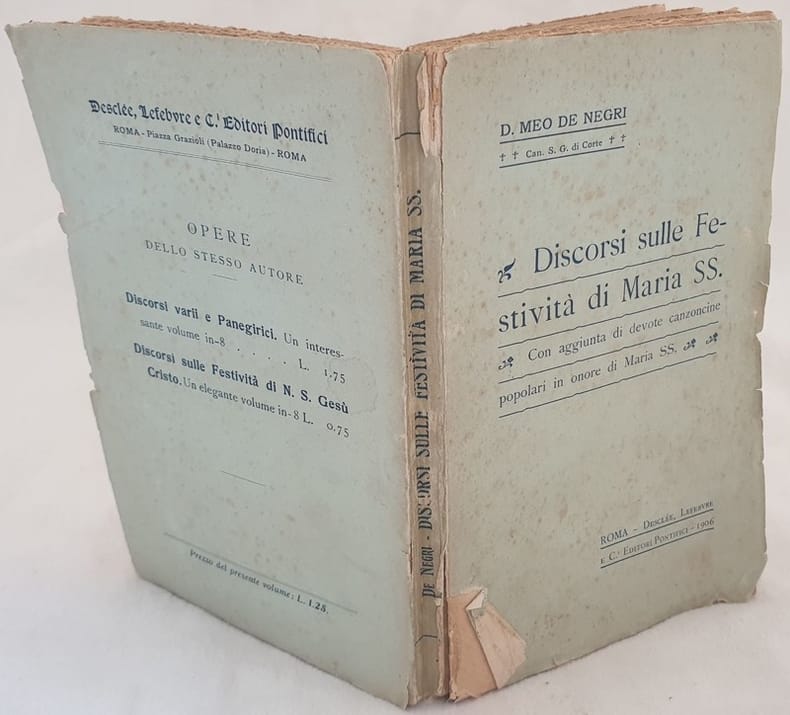 Desclée, Lefebvre e C.i Editori Pontifici
ROMA - Piazza Grazioli (Palazzo Doria) - ROMA
OPERE
DELLO STESSO AUTORE
Discorsi varii e Panegirici. Un interes-
sante volume in-8 . . . . L. 1.75
Discorsi sulle Festività di N. S. Gesù
Cristo. Un elegante volume in-8 L. 0.75
Prezzo del presente volume: L. 1.25.
DE NEGRI - DISCORSI SULLE FESTIVITÀ DI MARIA SS.
D. MEO DE NEGRI
† † Can. S. G. di Corte † †
Discorsi sulle Fe-
stività di Maria SS.
Con aggiunta di devote canzoncine
popolari in onore di Maria SS.
ROMA - DESCLÉE, LEFEBVRE
E C.i EDITORI PONTIFICI - 1906